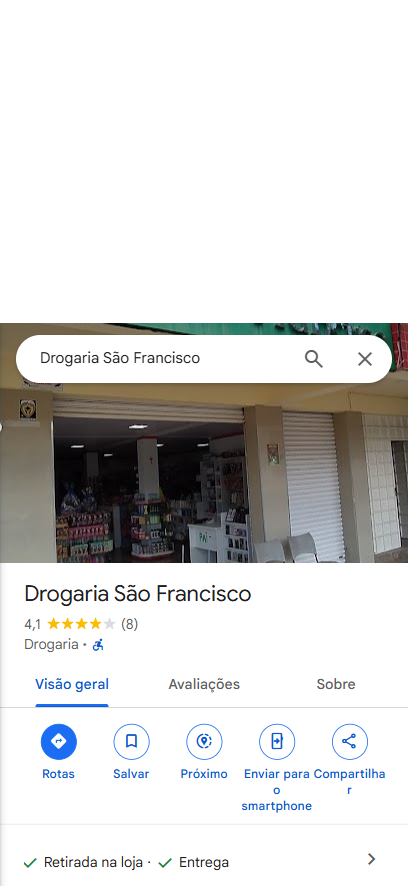 Drogaria São Francisco
Drogaria São Francisco
4,1 (8)
Drogaria ·
Visão geral Avaliações Sobre
Rotas Salvar Próximo Enviar para o smartphone Compartilhar
Retirada na loja · Entrega